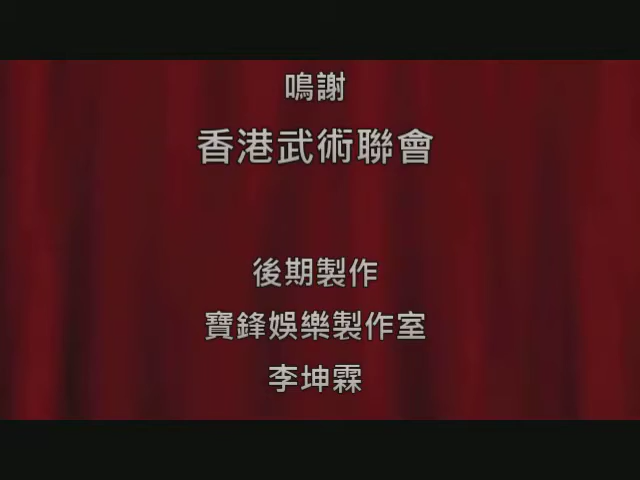 鳴謝
香港武術聯會
後期製作
寶鋒娛樂製作室
李坤霖